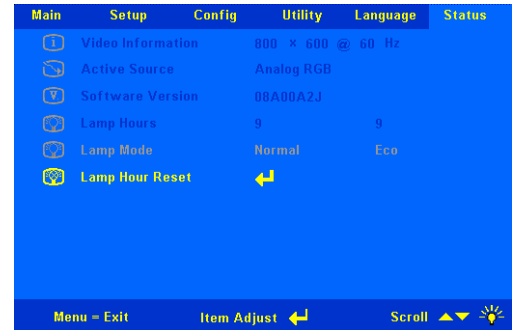 Main Setup Config Utility Language Status
Video Information 800 × 600 @ 60 Hz
Active Source Analog RGB
Software Version 08A00A2J
Lamp Hours 9 9
Lamp Mode Normal Eco
Lamp Hour Reset
Menu = Exit Item Adjust Scroll